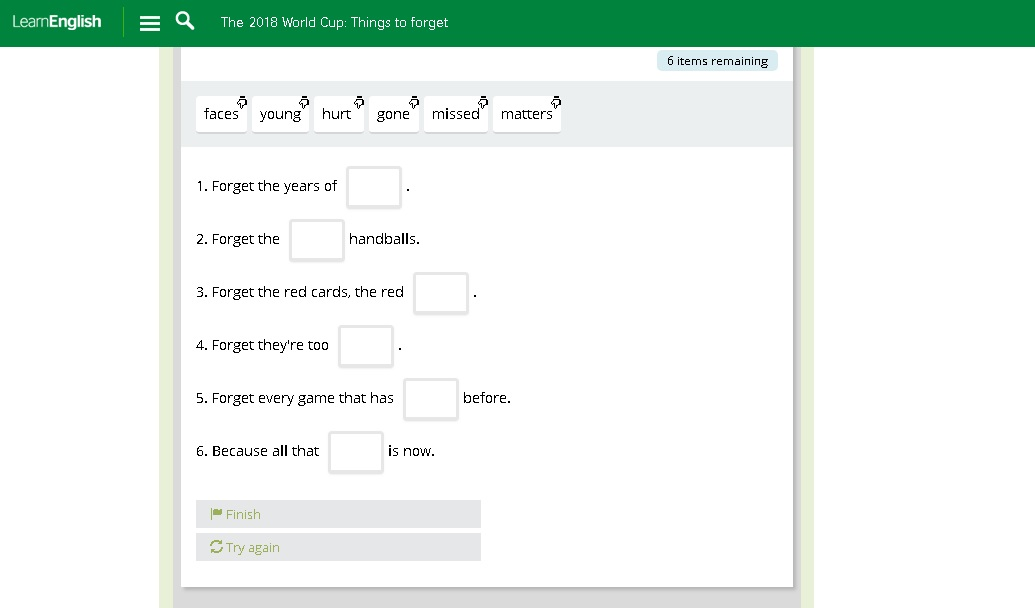 LearnEnglish
The 2018 World Cup: Things to forget
6 items remaining
faces young hurt gone missed matters
1. Forget the years of .
2. Forget the handballs.
3. Forget the red cards, the red .
4. Forget they're too .
5. Forget every game that has before.
6. Because all that is now.
Finish
Try again